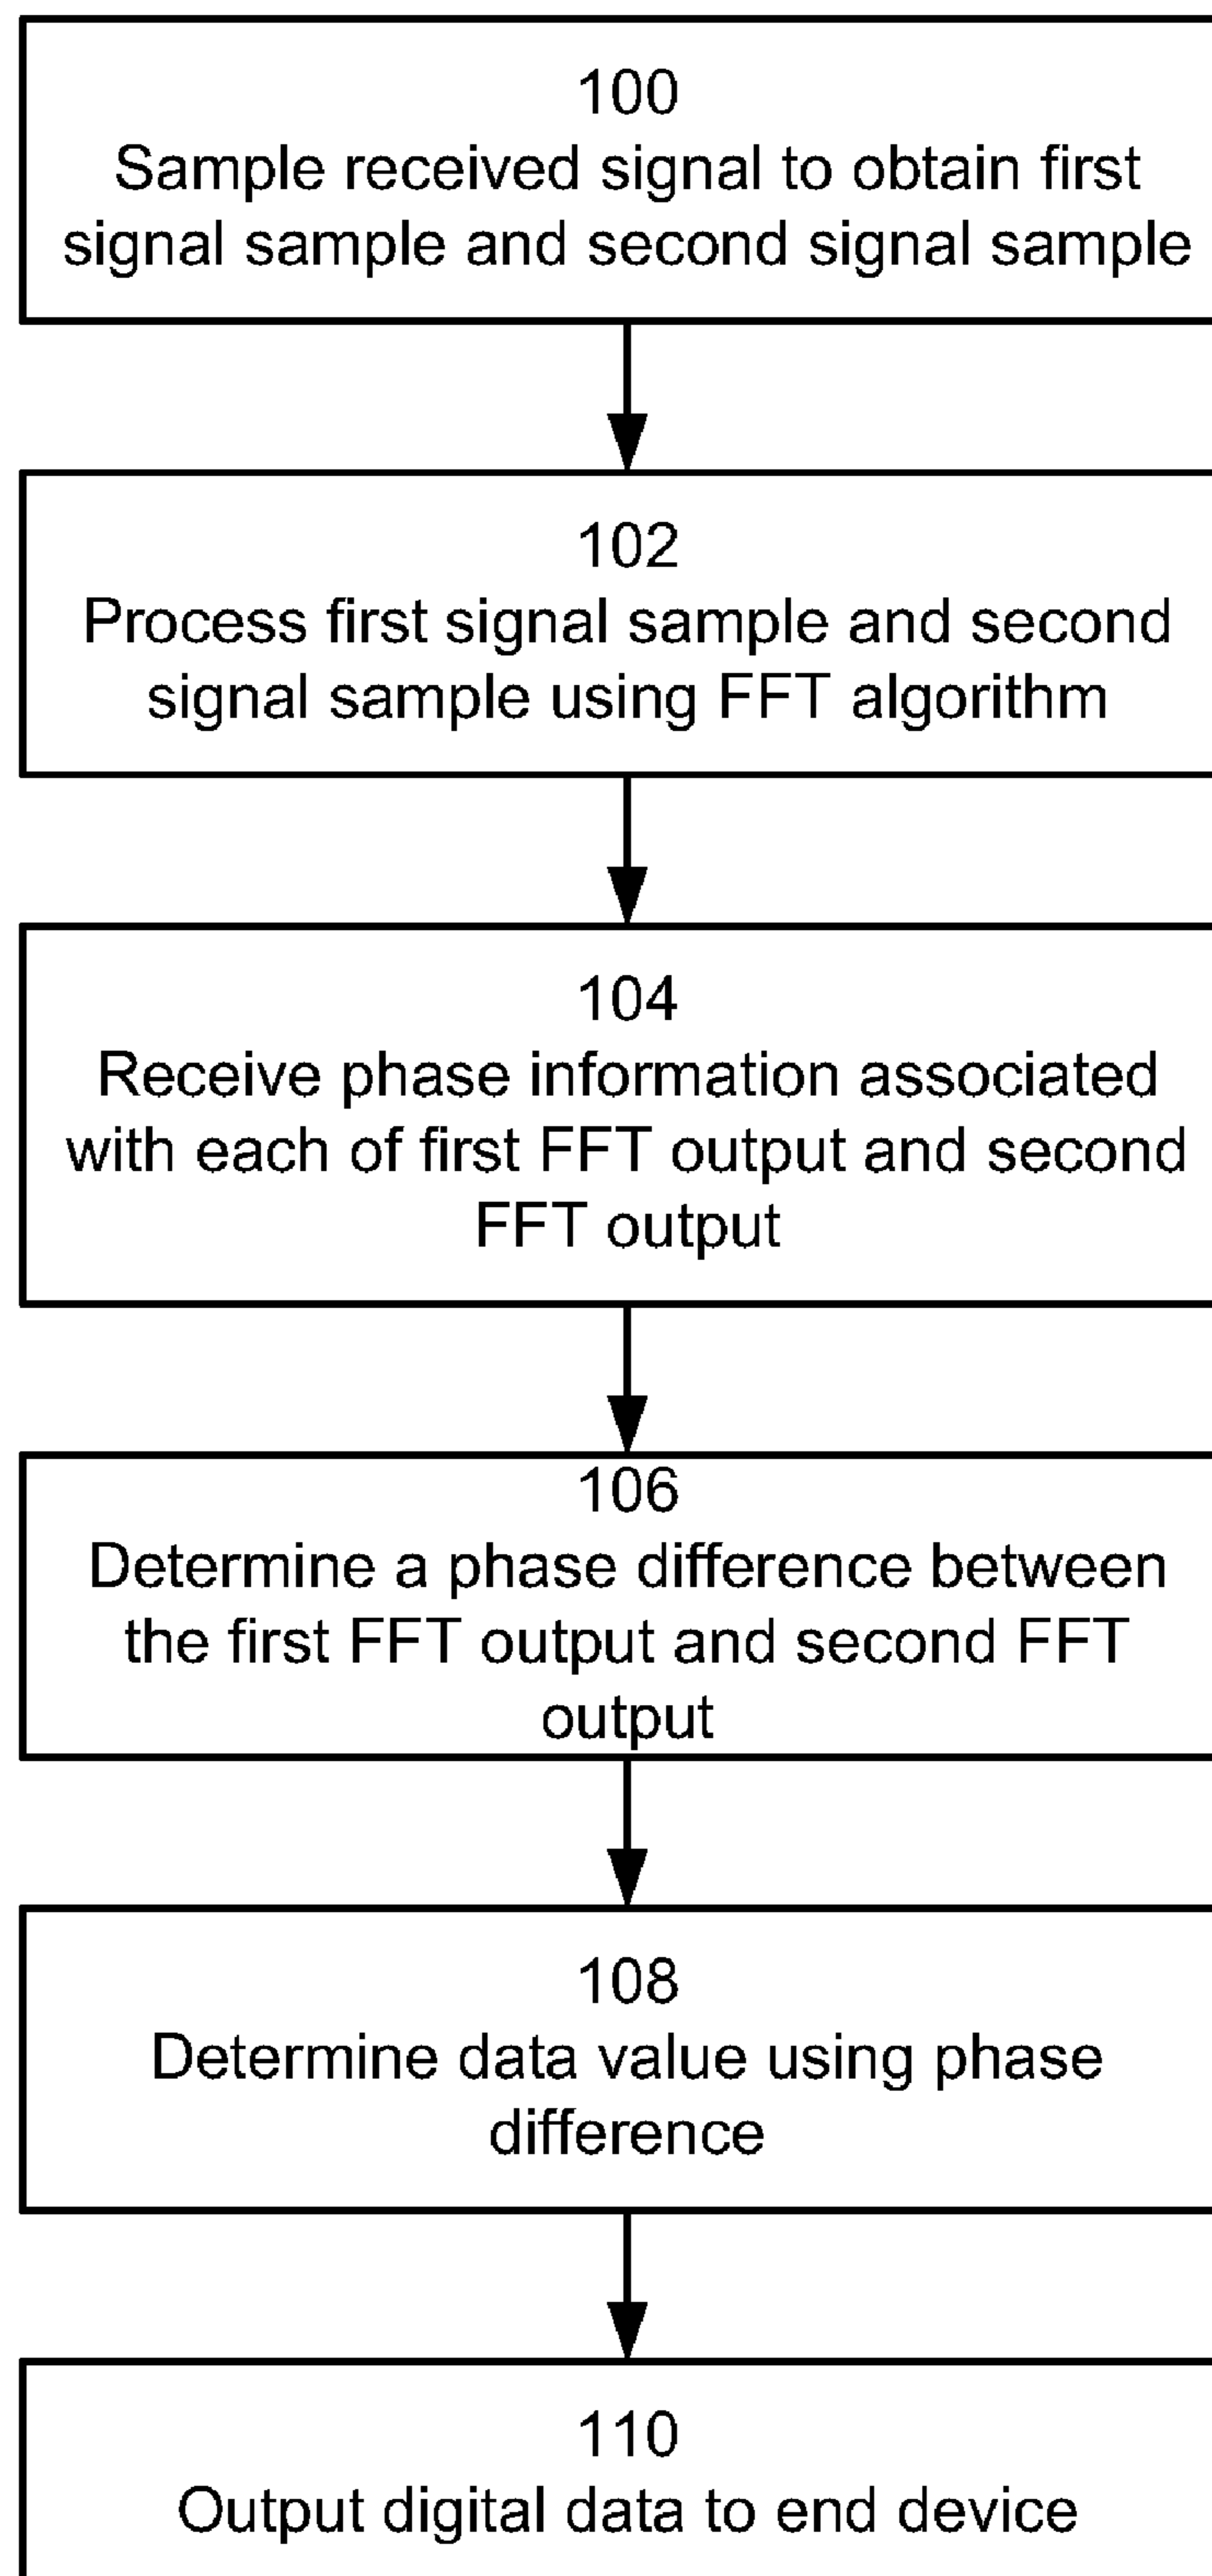 100
Sample received signal to obtain first
signal sample and second signal sample
102
Process first signal sample and second
signal sample using FFT algorithm
104
Receive phase information associated
with each of first FFT output and second
FFT output
106
Determine a phase difference between
the first FFT output and second FFT
output
108
Determine data value using phase
difference
110
Output digital data to end device